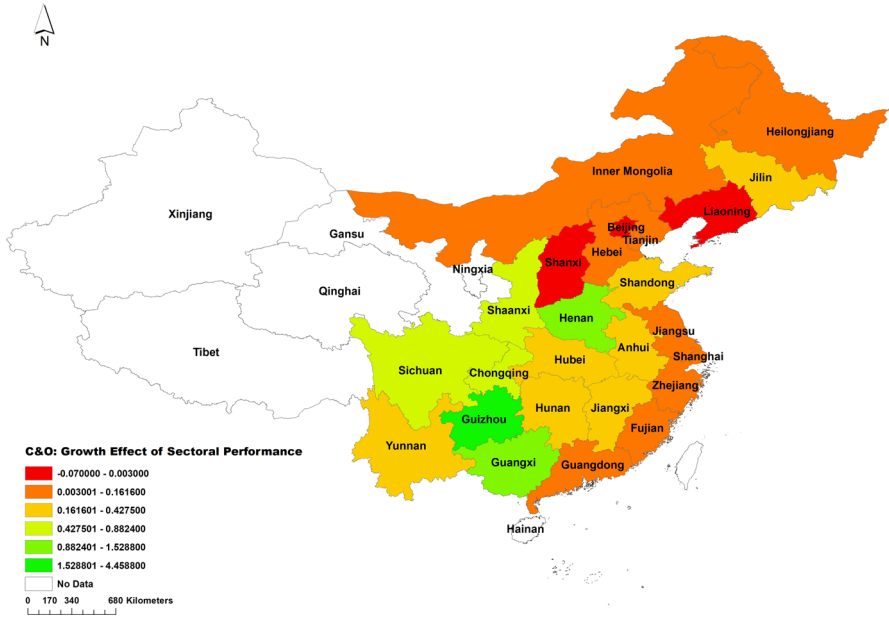 N
Heilongjiang
Jilin
Inner Mongolia
Liaoning
Xinjiang
Beijing
Gansu
Tianjin
Hebei
Shanxi
Ningxia
Shandong
Qinghai
Shaanxi
Henan
Jiangsu
Anhui
Tibet
Shanghai
Hubei
Sichuan
Chongqing
Zhejiang
Hunan
Jiangxi
Guizhou
Fujian
Yunnan
C&O: Growth Effect of Sectoral Performance
Guangxi
Guangdong
-0.070000 - 0.003000
0.003001 - 0.161600
0.161601 - 0.427500
0.427501 - 0.882400
Hainan
0.882401 - 1.528800
1.528801 - 4.458800
No Data
0 170 340 680 Kilometers